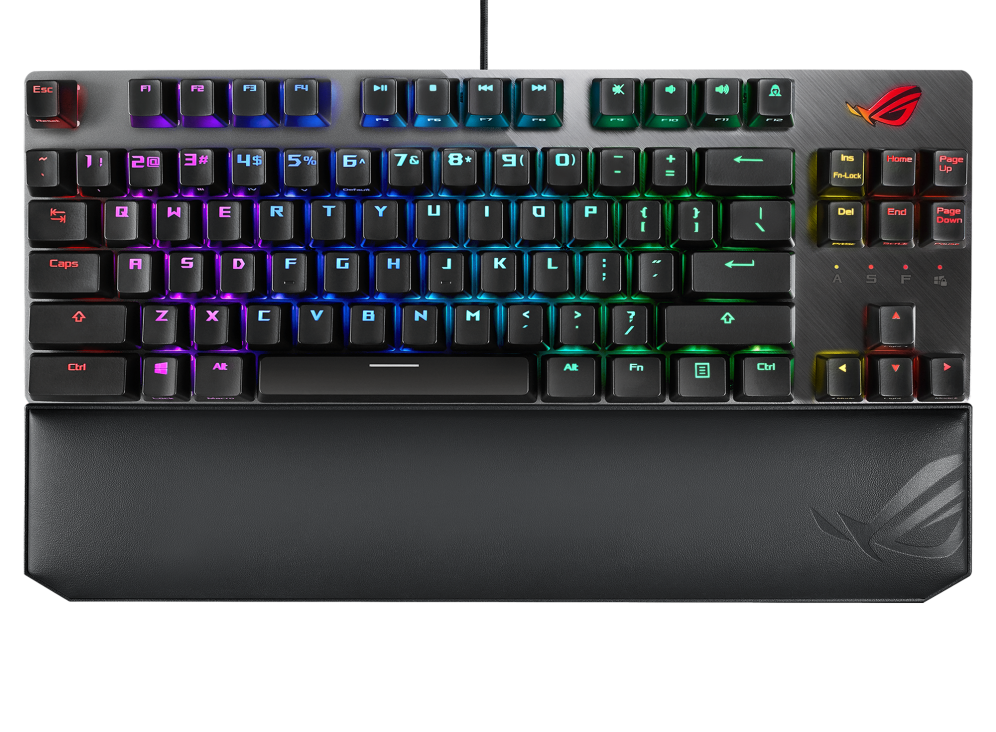 Esc F1 F2 F3 F4
Reset F5 F6 F7 F8 F9 F10 F11 F12
~ 1! 2@ 3# 4$ 5% 6^ 7& 8* 9( 0) - + ← Ins Home Page Up
- = Fn-Lock
Default
Q W E R T Y U I O P { } | Del End Page Down
[ ] \
Caps A S D F G H J K L : " ↵
; '
A S F
⇧ Z X C V B N M < > ? ⇧ ▲
, . /
Ctrl Alt Alt Fn Ctrl ◄ ▼ ►